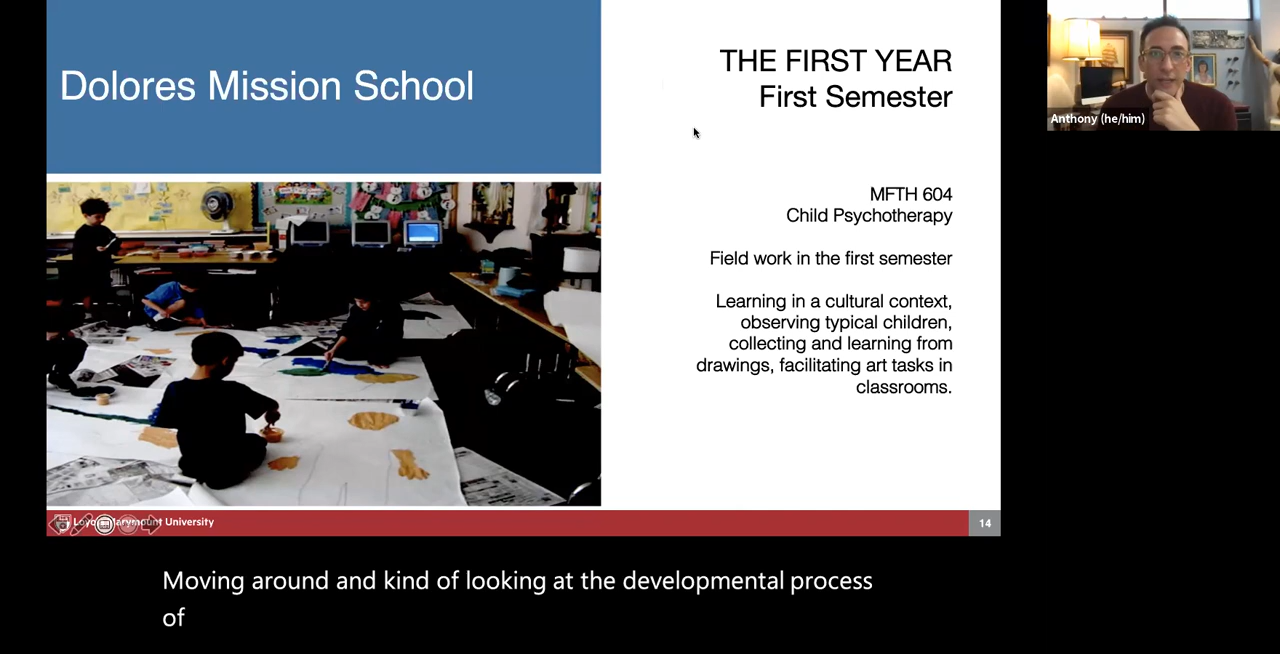 Dolores Mission School
THE FIRST YEAR
First Semester
MFTH 604
Child Psychotherapy
Field work in the first semester
Learning in a cultural context,
observing typical children,
collecting and learning from
drawings, facilitating art tasks in
classrooms.
Loyola Marymount University
14
Anthony (he/him)
Moving around and kind of looking at the developmental process
of